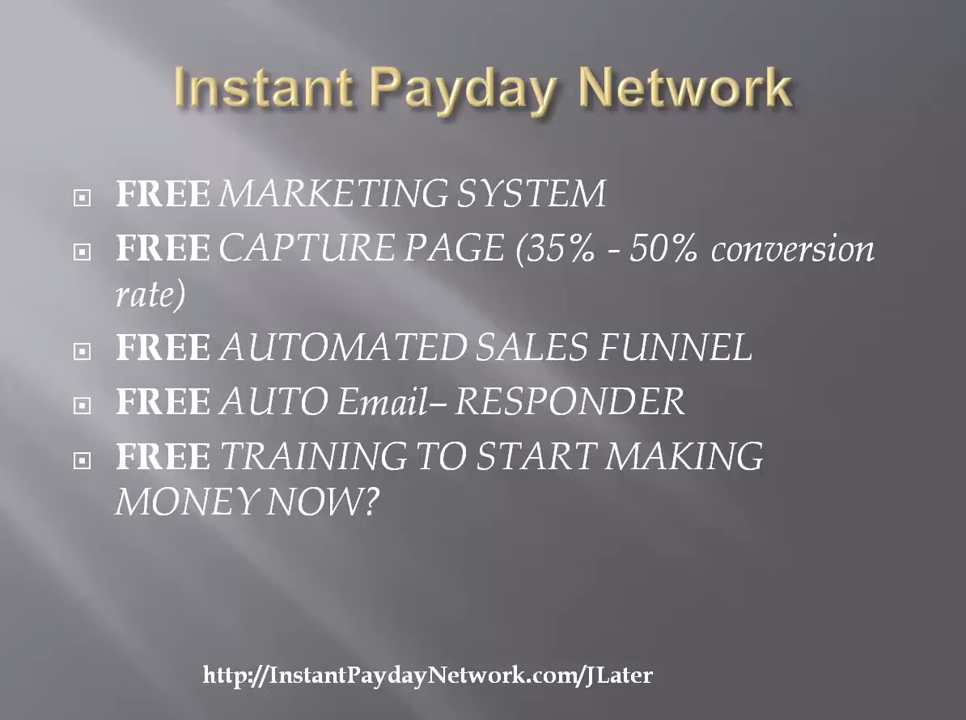 Instant Payday Network
FREE MARKETING SYSTEM
FREE CAPTURE PAGE (35% - 50% conversion
rate)
FREE AUTOMATED SALES FUNNEL
FREE AUTO Email– RESPONDER
FREE TRAINING TO START MAKING
MONEY NOW?
http://InstantPaydayNetwork.com/JLater